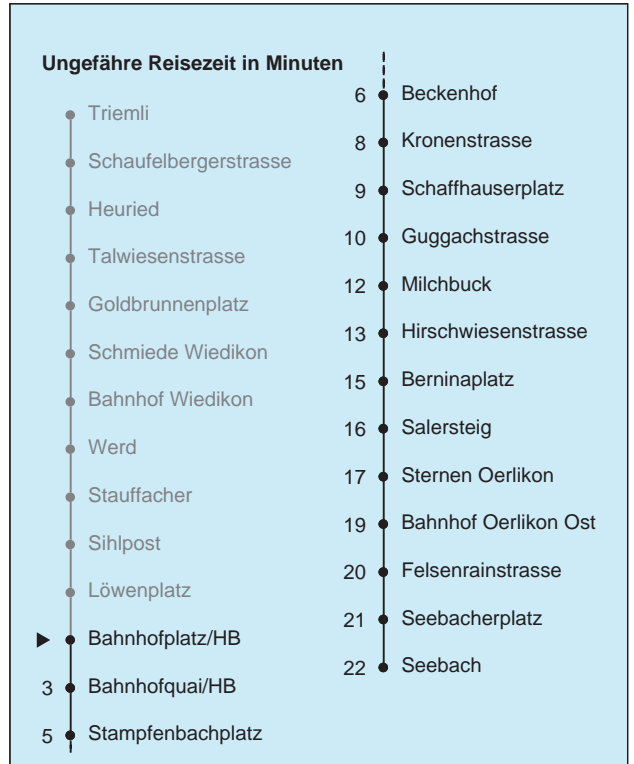 Ungefähre Reisezeit in Minuten
Triemli
Schaufelbergerstrasse
Heuried
Talwiesenstrasse
Goldbrunnenplatz
Schmiede Wiedikon
Bahnhof Wiedikon
Werd
Stauffacher
Sihlpost
Löwenplatz
Bahnhofplatz/HB
3 Bahnhofquai/HB
5 Stampfenbachplatz
6 Beckenhof
8 Kronenstrasse
9 Schaffhauserplatz
10 Guggachstrasse
12 Milchbuck
13 Hirschwiesenstrasse
15 Berninaplatz
16 Salersteig
17 Sternen Oerlikon
19 Bahnhof Oerlikon Ost
20 Felsenrainstrasse
21 Seebacherplatz
22 Seebach